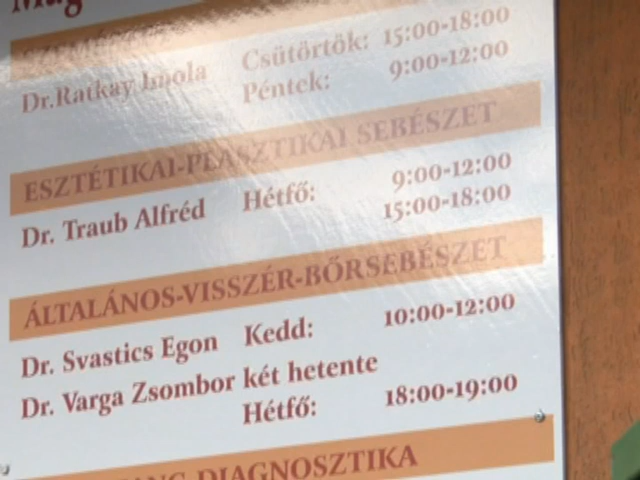 Dr.Ratkay Imola Csütörtök: 15:00-18:00
Péntek: 9:00-12:00
ESZTÉTIKAI-PLASZTIKAI SEBÉSZET
Dr. Traub Alfréd Hétfő: 9:00-12:00
15:00-18:00
ÁLTALÁNOS-VISSZÉR-BŐRSEBÉSZET
Dr. Svastics Egon Kedd: 10:00-12:00
Dr. Varga Zsombor két hetente
Hétfő: 18:00-19:00
DIAGNOSZTIKA